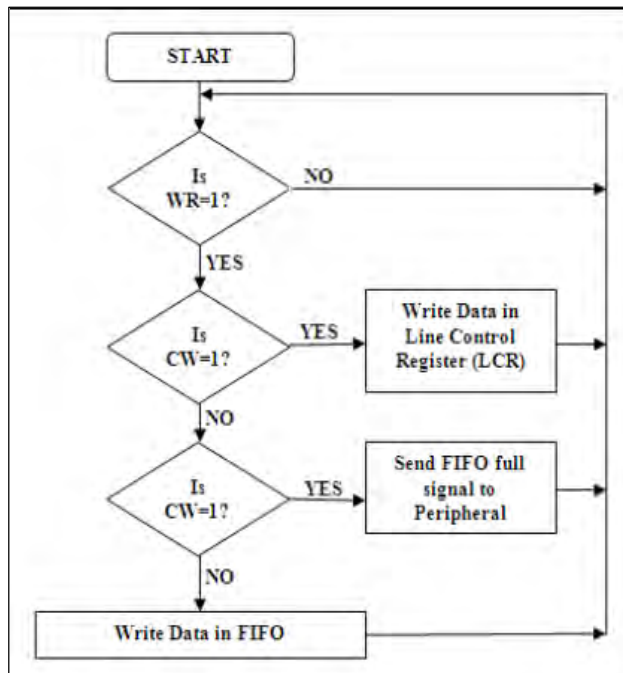 START
Is
WR=1?
NO
YES
Is
CW=1?
YES
Write Data in
Line Control
Register (LCR)
NO
Is
CW=1?
YES
Send FIFO full
signal to
Peripheral
NO
Write Data in FIFO